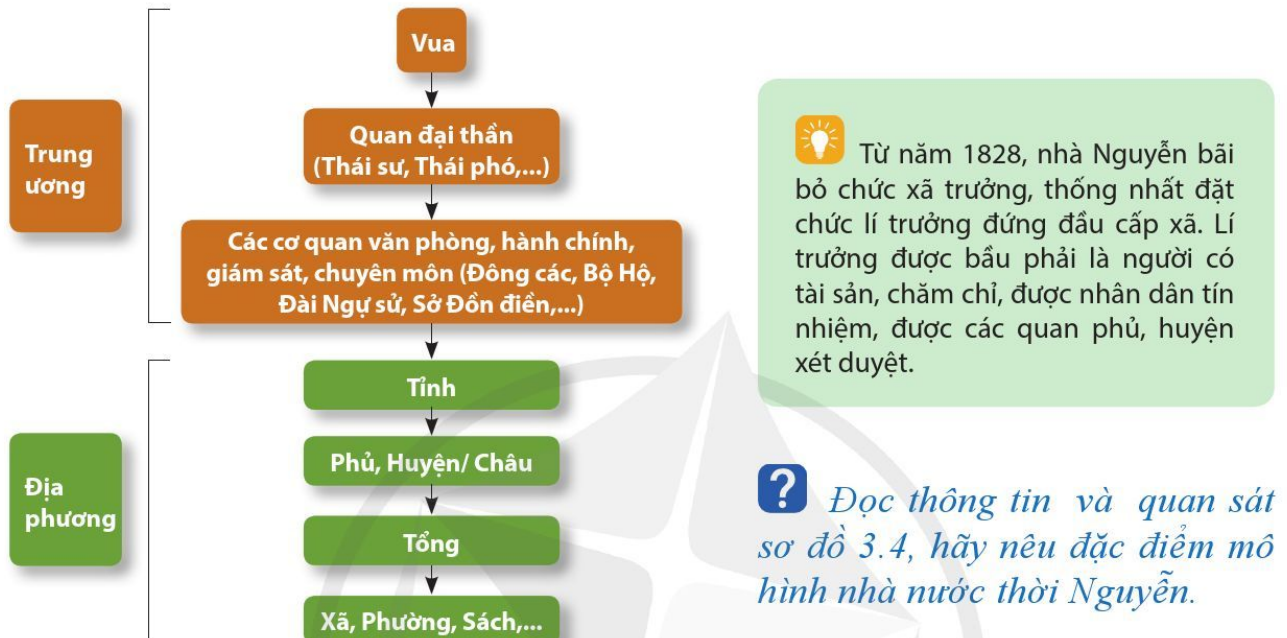 Trung
ương
Vua
Quan đại thần
(Thái sư, Thái phó,...)
Các cơ quan văn phòng, hành chính,
giám sát, chuyên môn (Đông các, Bộ Hộ,
Đài Ngự sử, Sở Đồn điền,...)
Địa
phương
Tỉnh
Phủ, Huyện/ Châu
Tổng
Xã, Phường, Sách,...
Từ năm 1828, nhà Nguyễn bãi
bỏ chức xã trưởng, thống nhất đặt
chức lí trưởng đứng đầu cấp xã. Lí
trưởng được bầu phải là người có
tài sản, chăm chỉ, được nhân dân tín
nhiệm, được các quan phủ, huyện
xét duyệt.
? Đọc thông tin và quan sát
sơ đồ 3.4, hãy nêu đặc điểm mô
hình nhà nước thời Nguyễn.